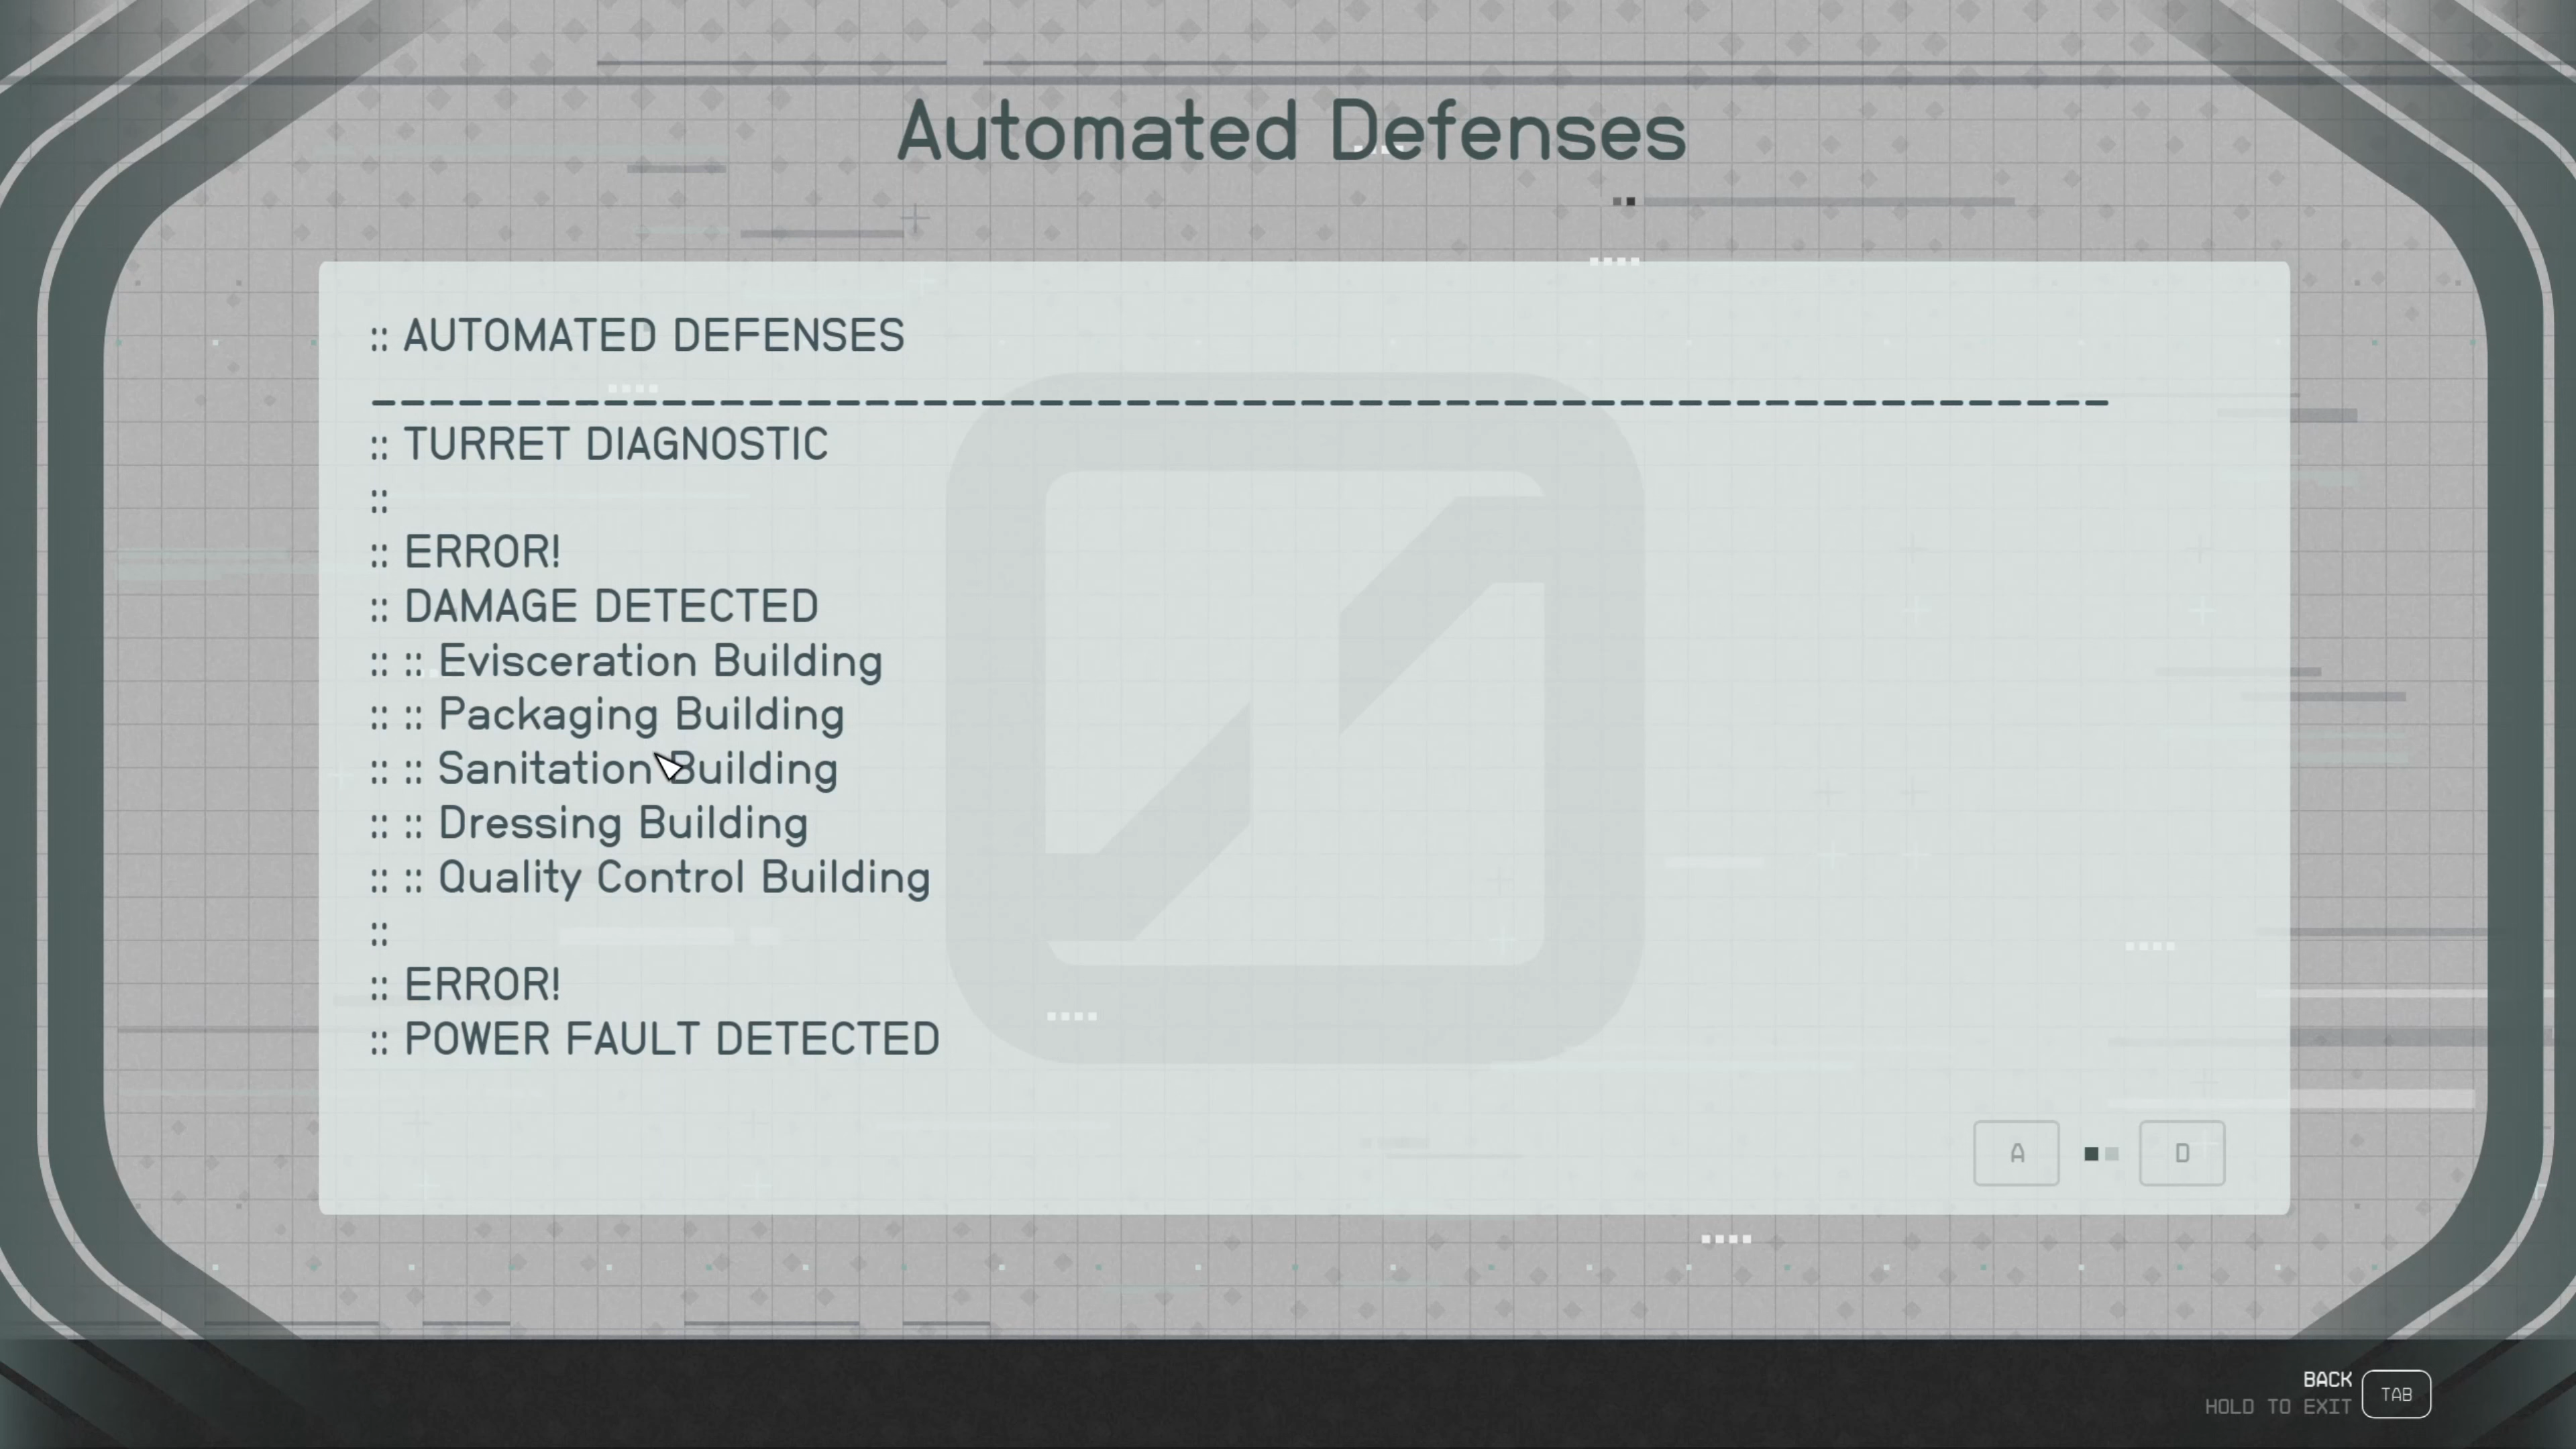 Automated Defenses
:: AUTOMATED DEFENSES
------------------------------------------------------------
:: TURRET DIAGNOSTIC
::
:: ERROR!
:: DAMAGE DETECTED
:: :: Evisceration Building
:: :: Packaging Building
:: :: Sanitation Building
:: :: Dressing Building
:: :: Quality Control Building
::
:: ERROR!
:: POWER FAULT DETECTED
A D
BACK
HOLD TO EXIT TAB